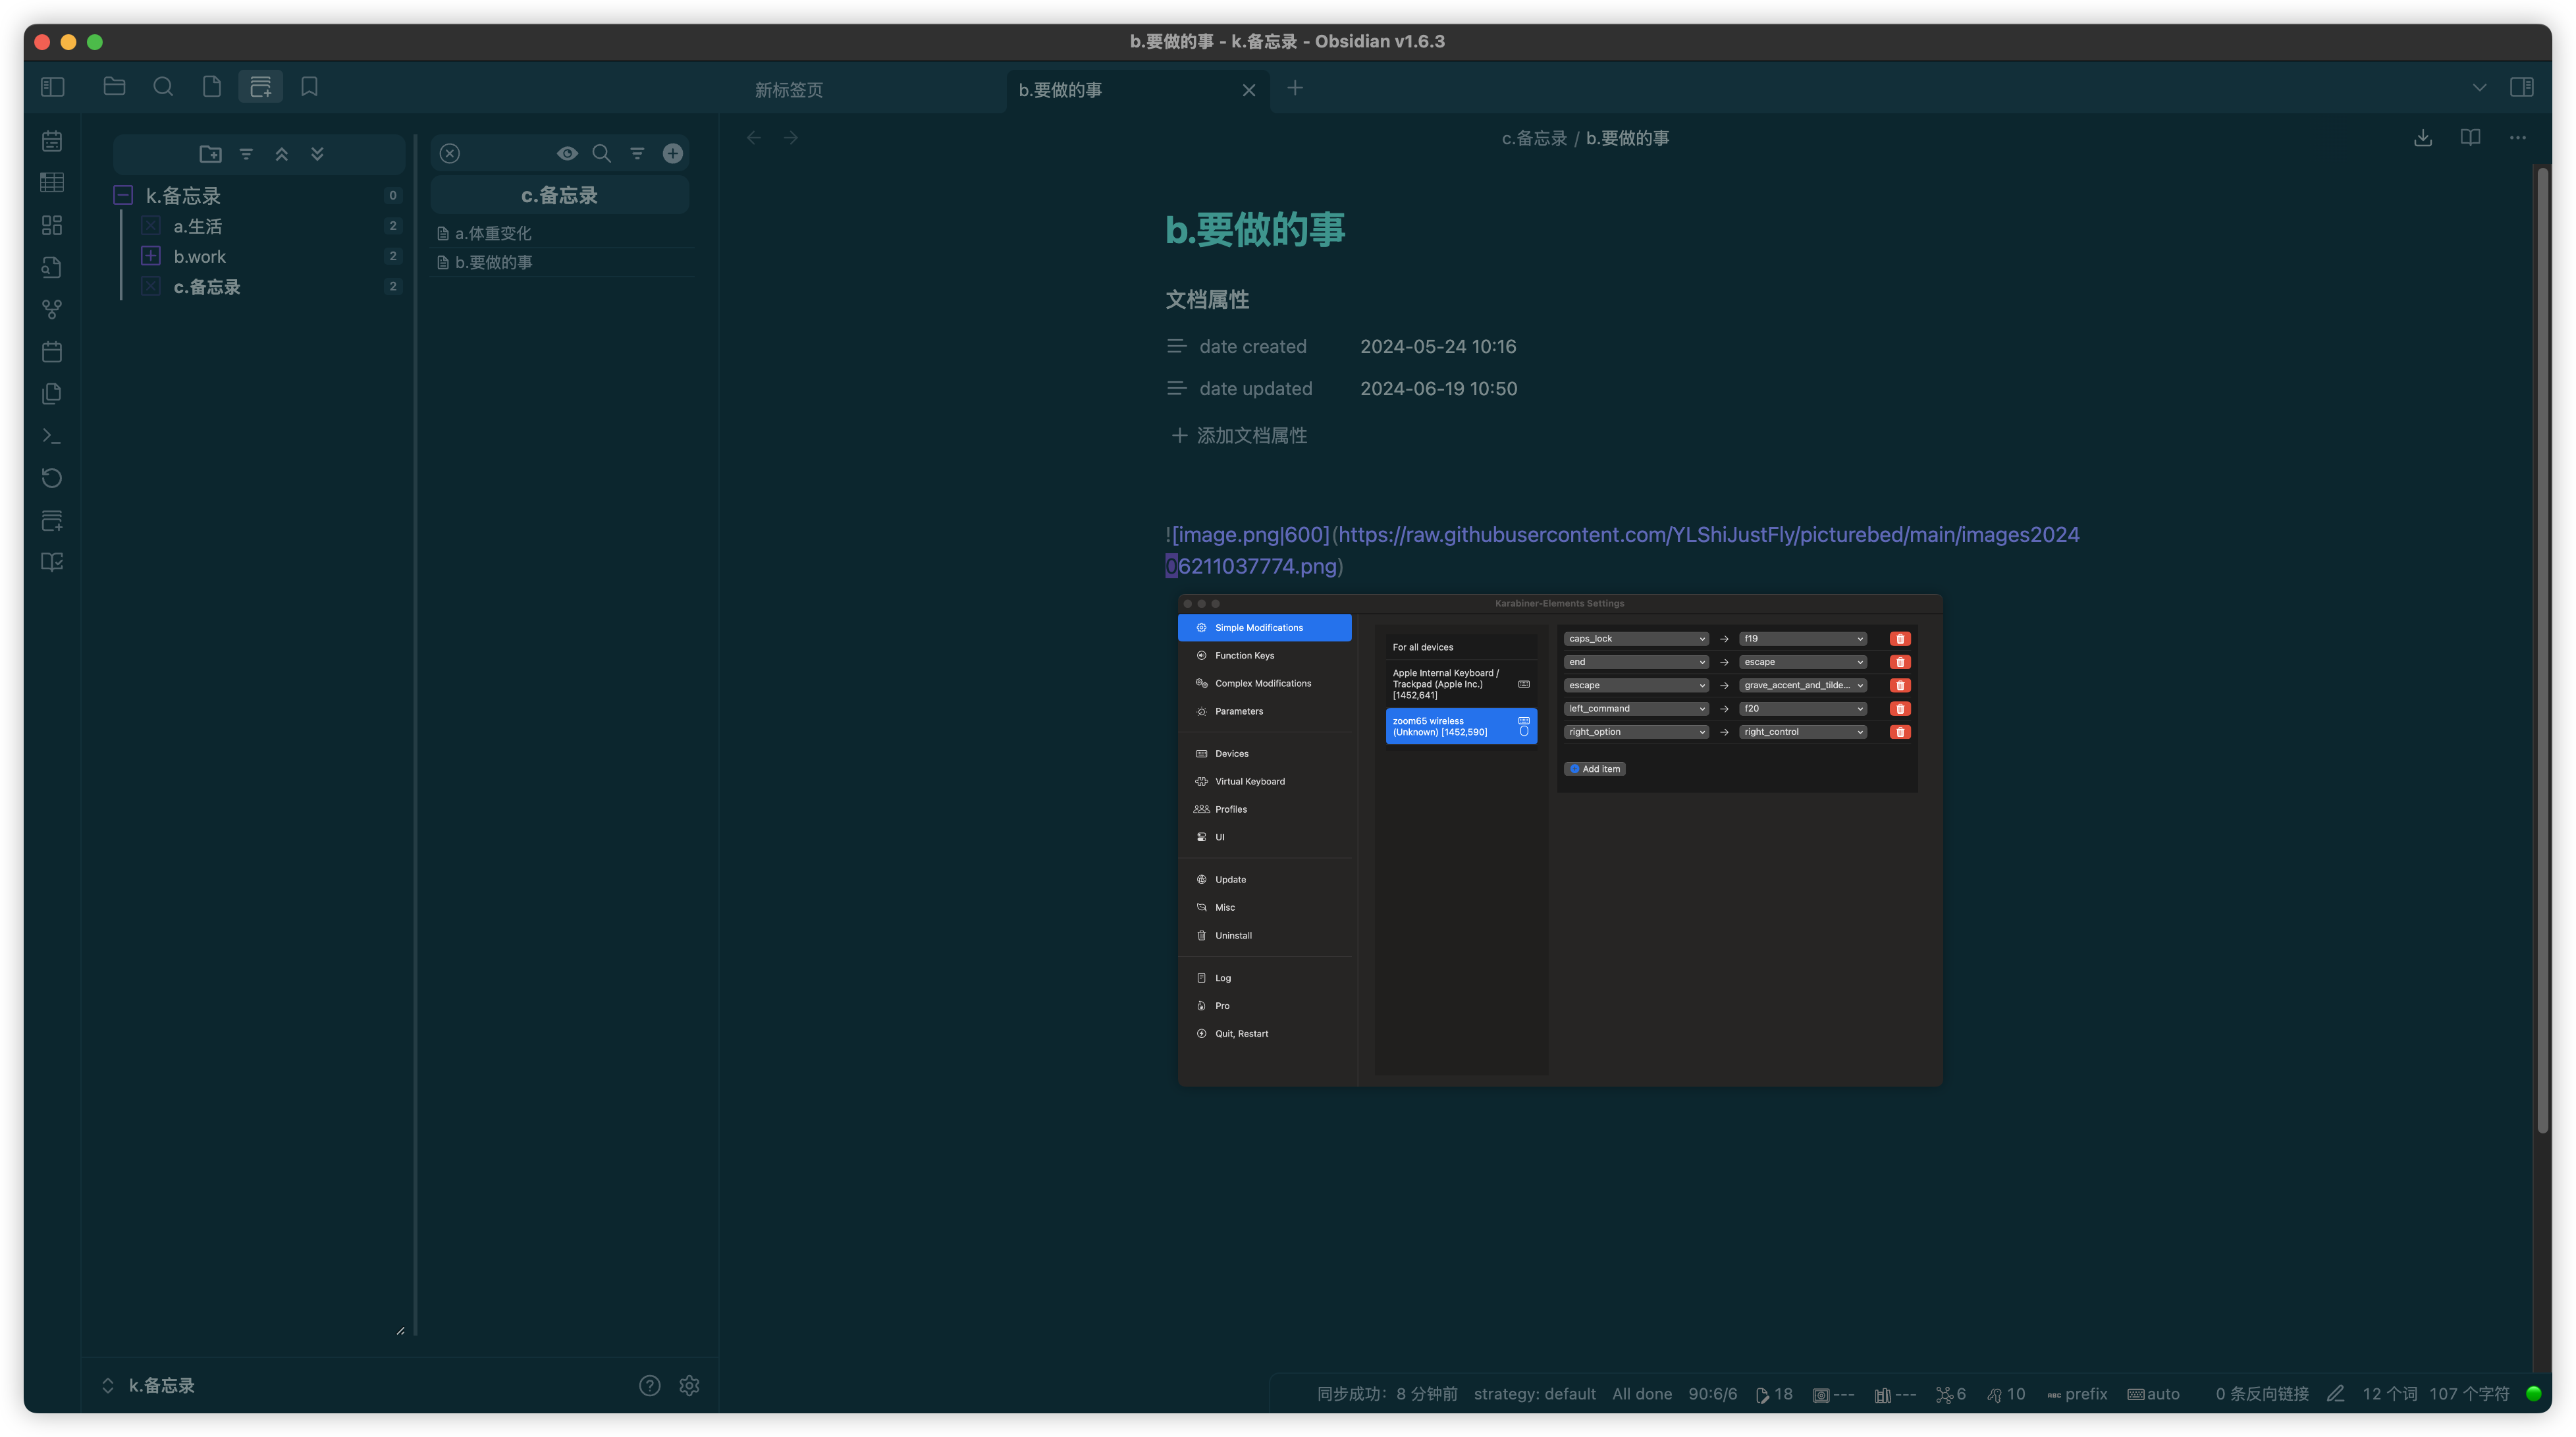 b.要做的事 - k.备忘录 - Obsidian v1.6.3
新标签页
b.要做的事
k.备忘录
0
a.生活
2
b.work
2
c.备忘录
2
c.备忘录
a.体重变化
b.要做的事
c.备忘录 / b.要做的事
b.要做的事
文档属性
date created 2024-05-24 10:16
date updated 2024-06-19 10:50
添加文档属性
![image.png|600](https://raw.githubusercontent.com/YLShiJustFly/picturebed/main/images2024
06211037774.png)
Karabiner-Elements Settings
Simple Modifications
Function Keys
Complex Modifications
Parameters
Devices
Virtual Keyboard
Profiles
UI
Update
Misc
Uninstall
Log
Pro
Quit, Restart
For all devices
Apple Internal Keyboard /
Trackpad (Apple Inc.)
[1452,641]
zoom65 wireless
(Unknown) [1452,590]
caps_lock → f19
end → escape
escape → grave_accent_and_tilde...
left_command → f20
right_option → right_control
Add item
k.备忘录
同步成功: 8 分钟前 strategy: default All done 90:6/6 18 --- --- 6 10 ABC prefix auto 0 条反向链接 12 个词 107 个字符